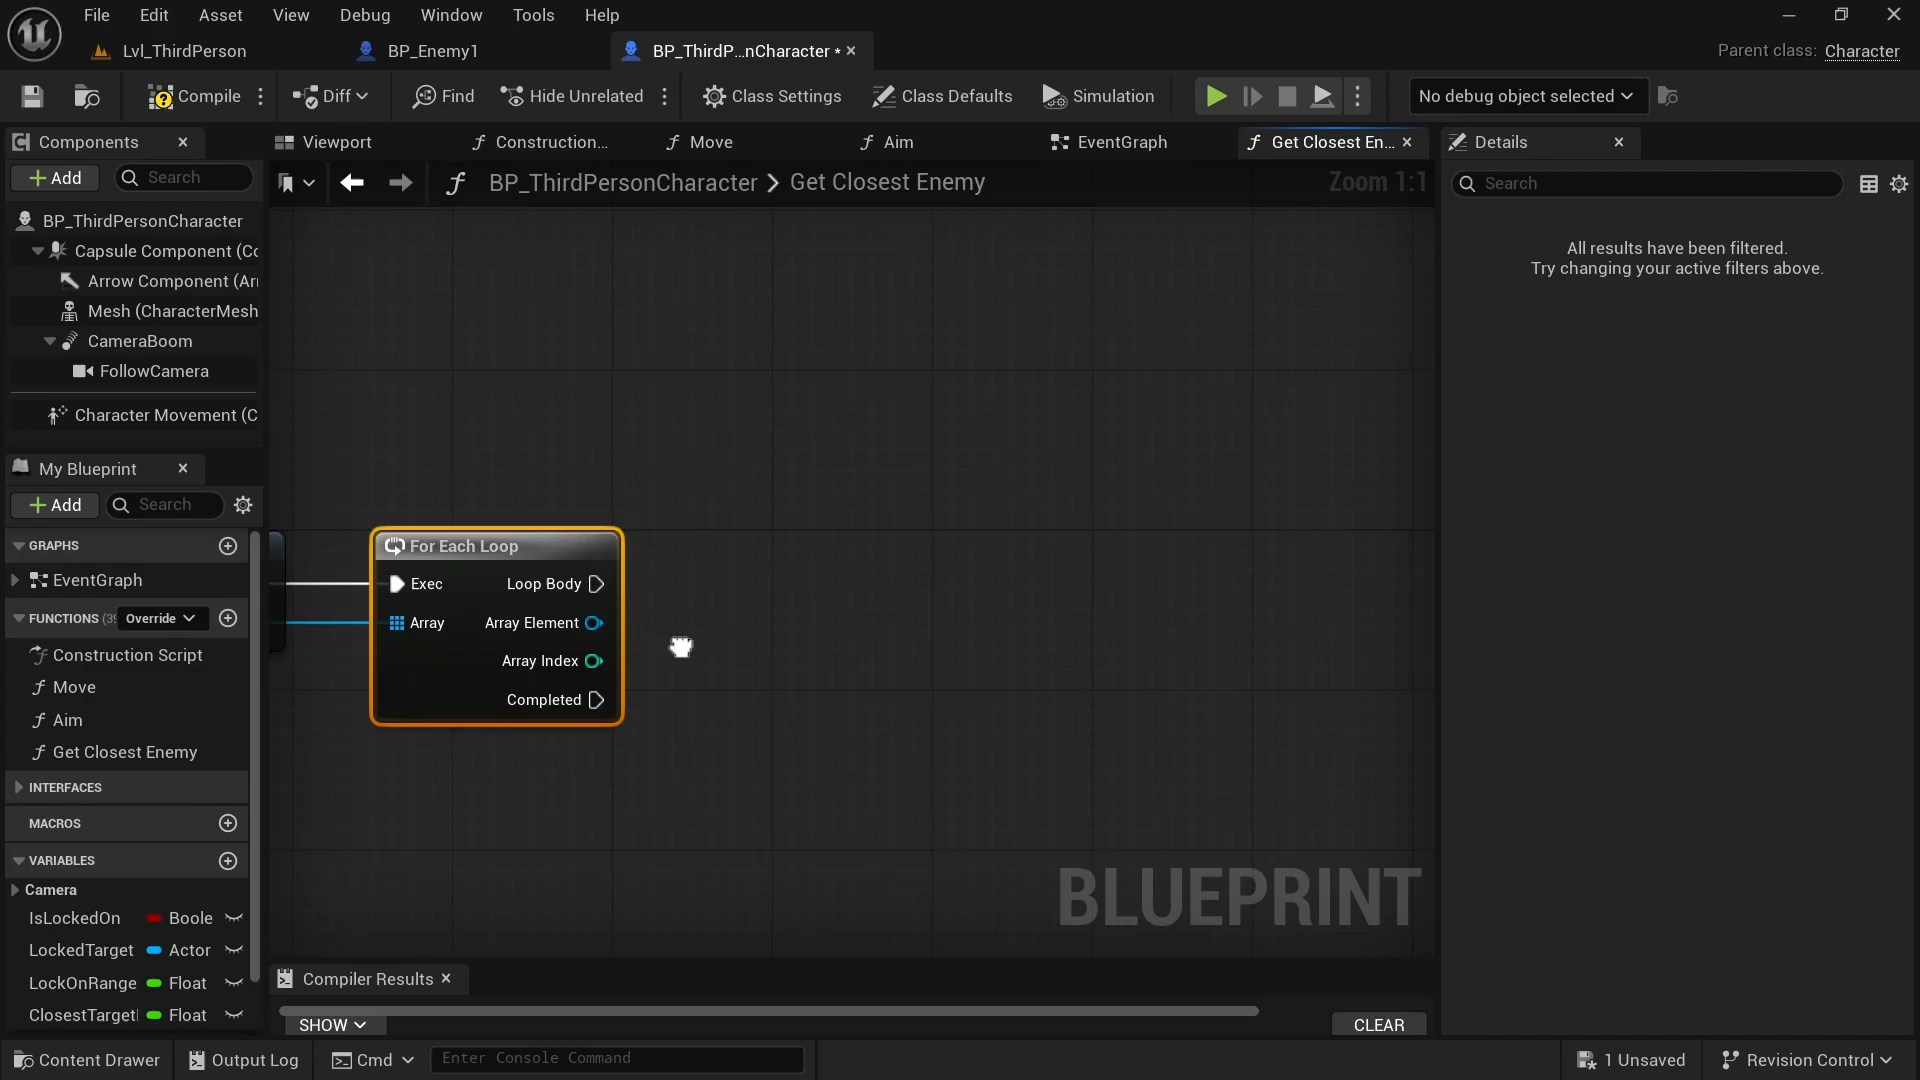 File Edit Asset View Debug Window Tools Help
Lvl_ThirdPerson BP_Enemy1 BP_ThirdP...nCharacter • Parent class: Character
Compile Diff Find Hide Unrelated Class Settings Class Defaults Simulation No debug object selected
Components Viewport Construction... Move Aim EventGraph Get Closest En... Details
Add Search BP_ThirdPersonCharacter > Get Closest Enemy Zoom 1:1 Search
BP_ThirdPersonCharacter
Capsule Component (Co
Arrow Component (Arr
Mesh (CharacterMesh
CameraBoom
FollowCamera
Character Movement (C
All results have been filtered.
Try changing your active filters above.
My Blueprint
Add Search
GRAPHS
EventGraph
FUNCTIONS (39 Override
Construction Script
Move
Aim
Get Closest Enemy
INTERFACES
MACROS
VARIABLES
Camera
IsLockedOn Boole
LockedTarget Actor
LockOnRange Float
ClosestTarget Float
For Each Loop
Exec Loop Body
Array Array Element
Array Index
Completed
BLUEPRINT
Compiler Results
SHOW CLEAR
Content Drawer Output Log Cmd Enter Console Command 1 Unsaved Revision Control